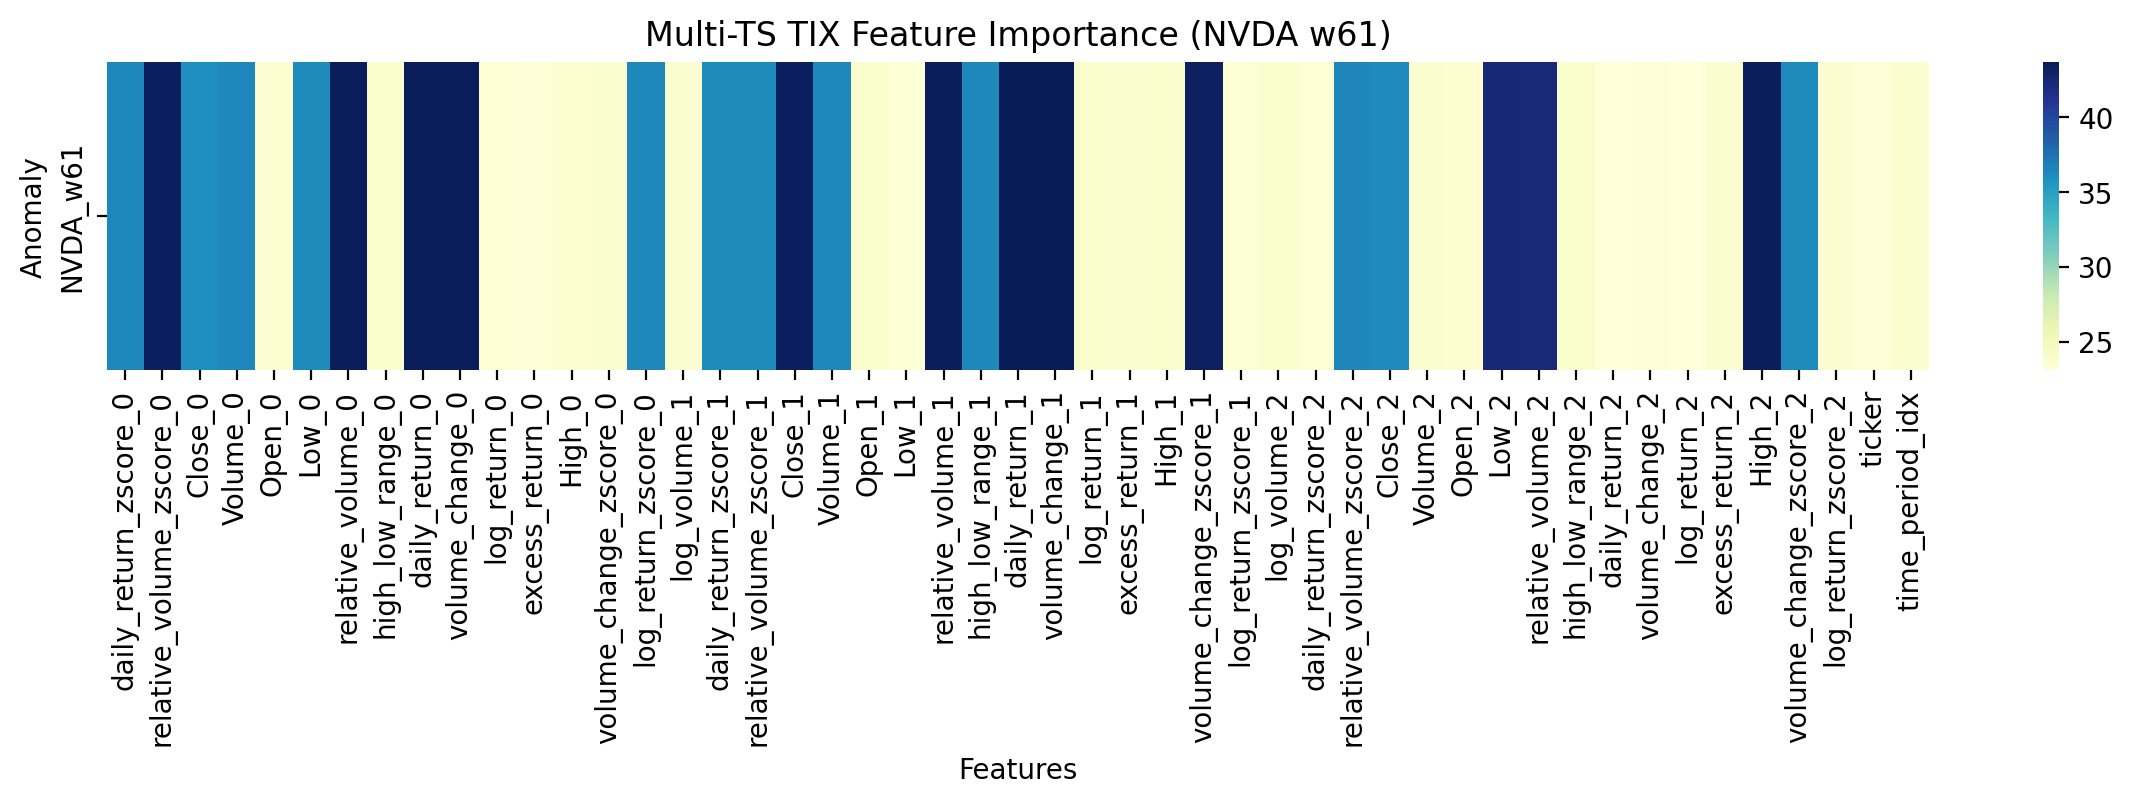 Multi-TS TIX Feature Importance (NVDA w61)
Anomaly
NVDA_w61
daily_return_zscore_0
relative_volume_zscore_0
Close_0
Volume_0
Open_0
Low_0
relative_volume_0
high_low_range_0
daily_return_0
volume_change_0
log_return_0
excess_return_0
High_0
volume_change_zscore_0
log_return_zscore_0
log_volume_1
daily_return_zscore_1
relative_volume_zscore_1
Close_1
Volume_1
Open_1
Low_1
relative_volume_1
high_low_range_1
daily_return_1
volume_change_1
log_return_1
excess_return_1
High_1
volume_change_zscore_1
log_return_zscore_1
log_volume_2
daily_return_zscore_2
relative_volume_zscore_2
Close_2
Volume_2
Open_2
Low_2
relative_volume_2
high_low_range_2
daily_return_2
volume_change_2
log_return_2
excess_return_2
High_2
volume_change_zscore_2
log_return_zscore_2
ticker
time_period_idx
Features
40
35
30
25